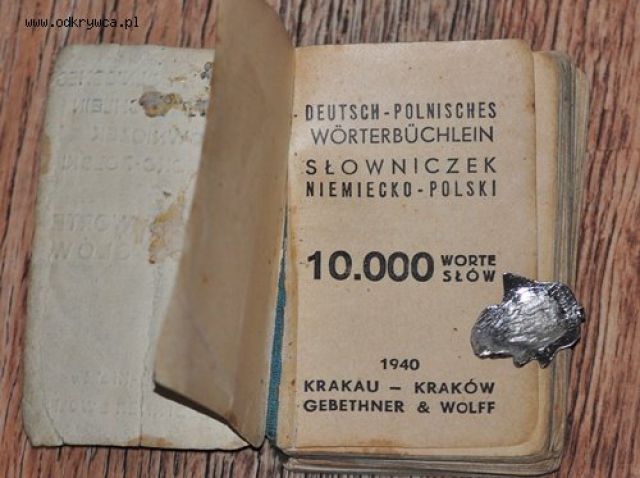 www.odkrywca.pl
DEUTSCH-POLNISCHES
WÖRTERBÜCHLEIN
SŁOWNICZEK
NIEMIECKO-POLSKI
10.000 WORTE
SŁÓW
1940
KRAKAU – KRAKÓW
GEBETHNER & WOLFF